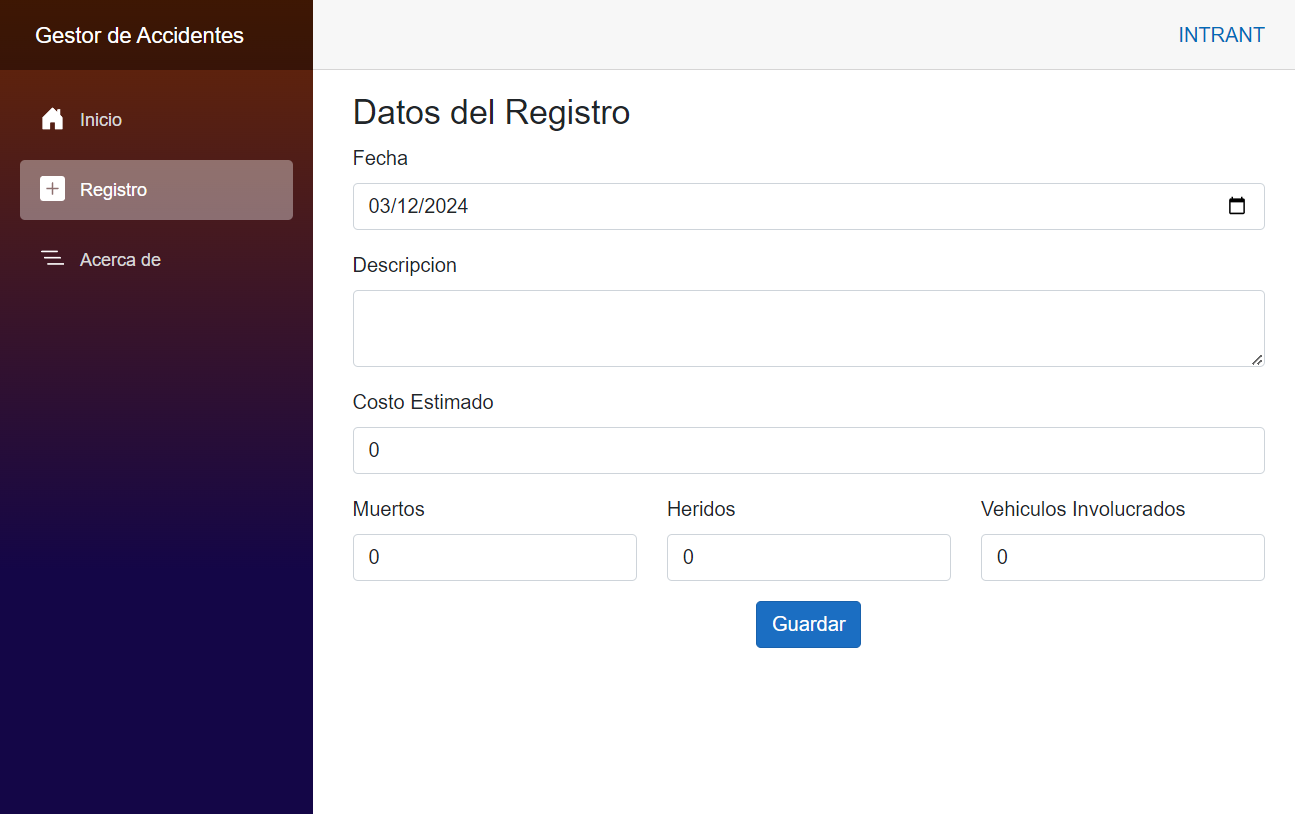 Gestor de Accidentes
INTRANT
Inicio
Registro
Acerca de
Datos del Registro
Fecha
03/12/2024
Descripcion
Costo Estimado
0
Muertos Heridos Vehiculos Involucrados
0 0 0
Guardar